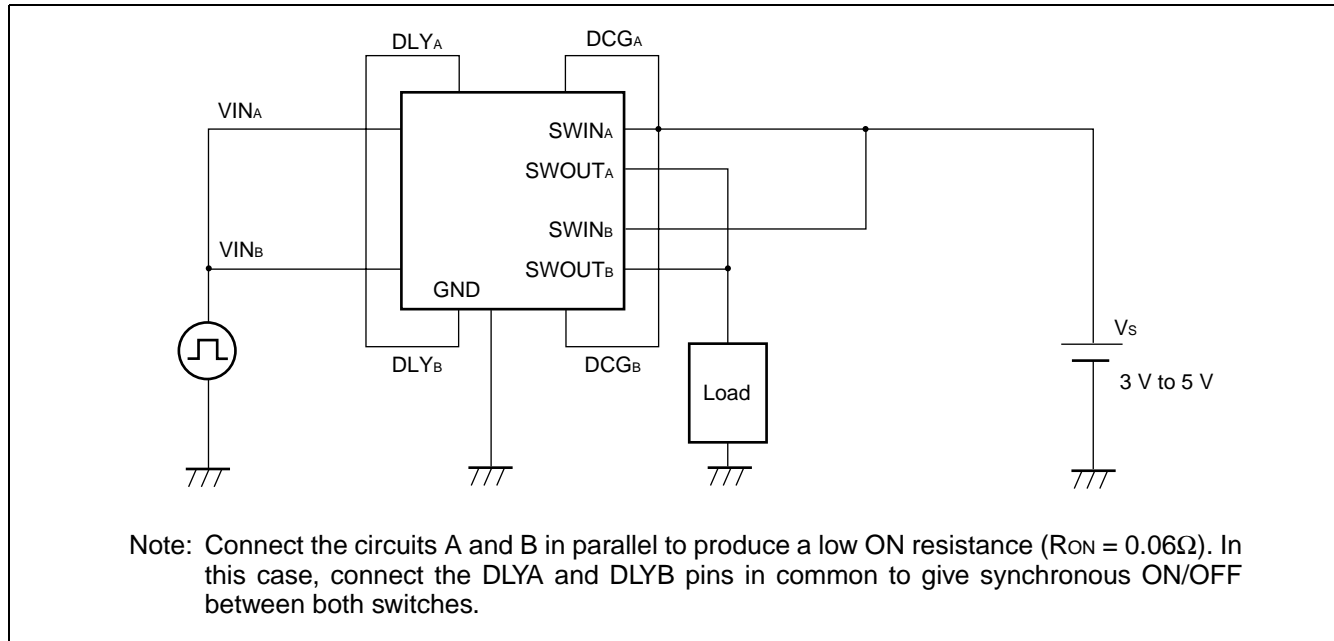 DLYA
DCGA
VINA
SWINA
SWOUTA
SWINB
VINB
SWOUTB
GND
VS
DLYB
DCGB
3 V to 5 V
Load
Note: Connect the circuits A and B in parallel to produce a low ON resistance (RON = 0.06Ω). In
this case, connect the DLYA and DLYB pins in common to give synchronous ON/OFF
between both switches.